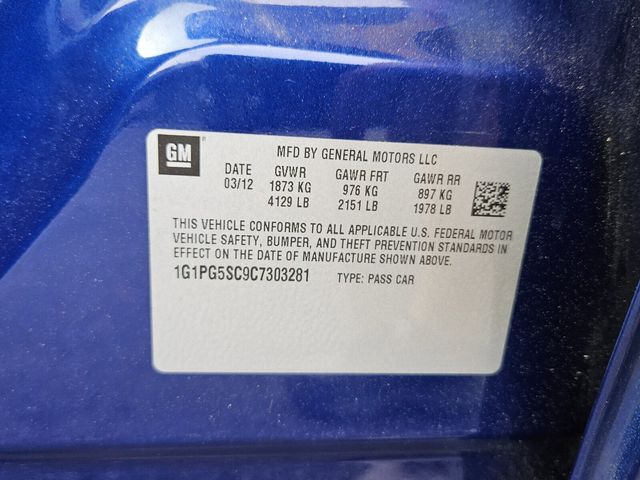 GM
MFD BY GENERAL MOTORS LLC
DATE GVWR GAWR FRT GAWR RR
03/12 1873 KG 976 KG 897 KG
4129 LB 2151 LB 1978 LB
THIS VEHICLE CONFORMS TO ALL APPLICABLE U.S. FEDERAL MOTOR
VEHICLE SAFETY, BUMPER, AND THEFT PREVENTION STANDARDS IN
EFFECT ON THE DATE OF MANUFACTURE SHOWN ABOVE.
1G1PG5SC9C7303281 TYPE: PASS CAR